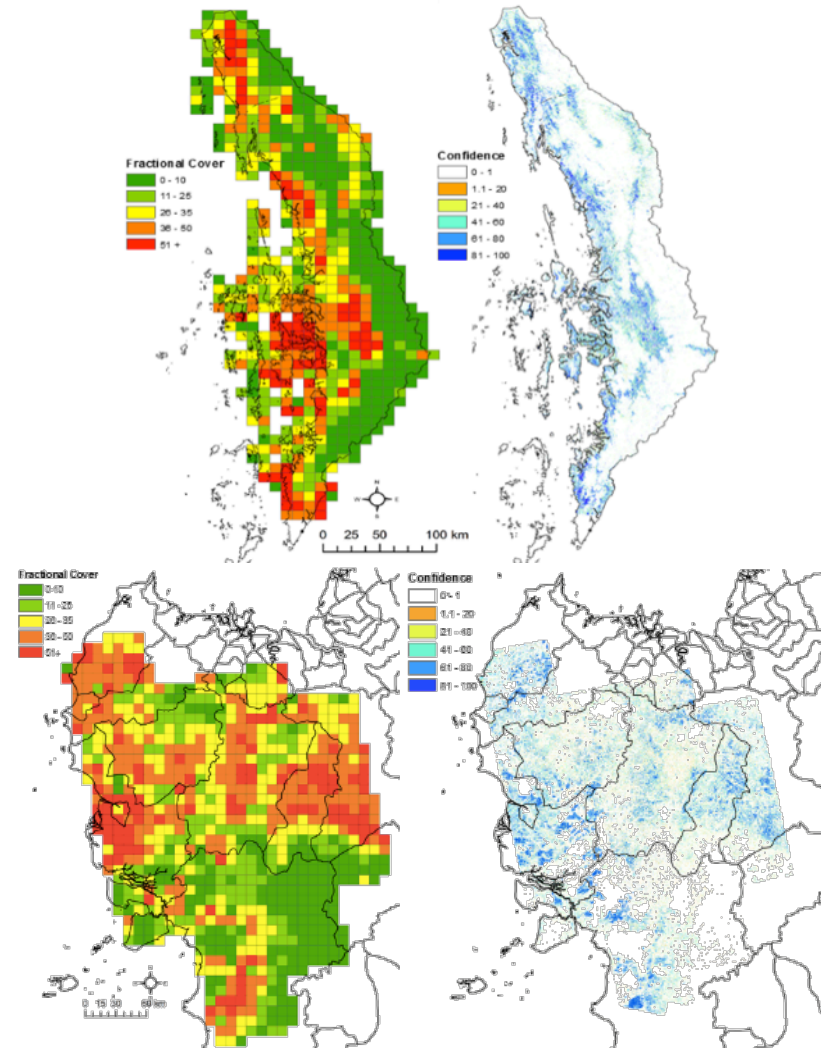 Fractional Cover
0 - 10
11 - 25
26 - 35
36 - 50
51 +
Confidence
0 - 1
1.1 - 20
21 - 40
41 - 60
61 - 80
81 - 100
N
W E
S
0 25 50 100 km
Fractional Cover
0-10
11 - 25
26 - 35
36 - 50
51+
Confidence
0 - 1
1.1 - 20
21 - 40
41 - 60
61 - 80
81 - 100
0 15 30 60 km